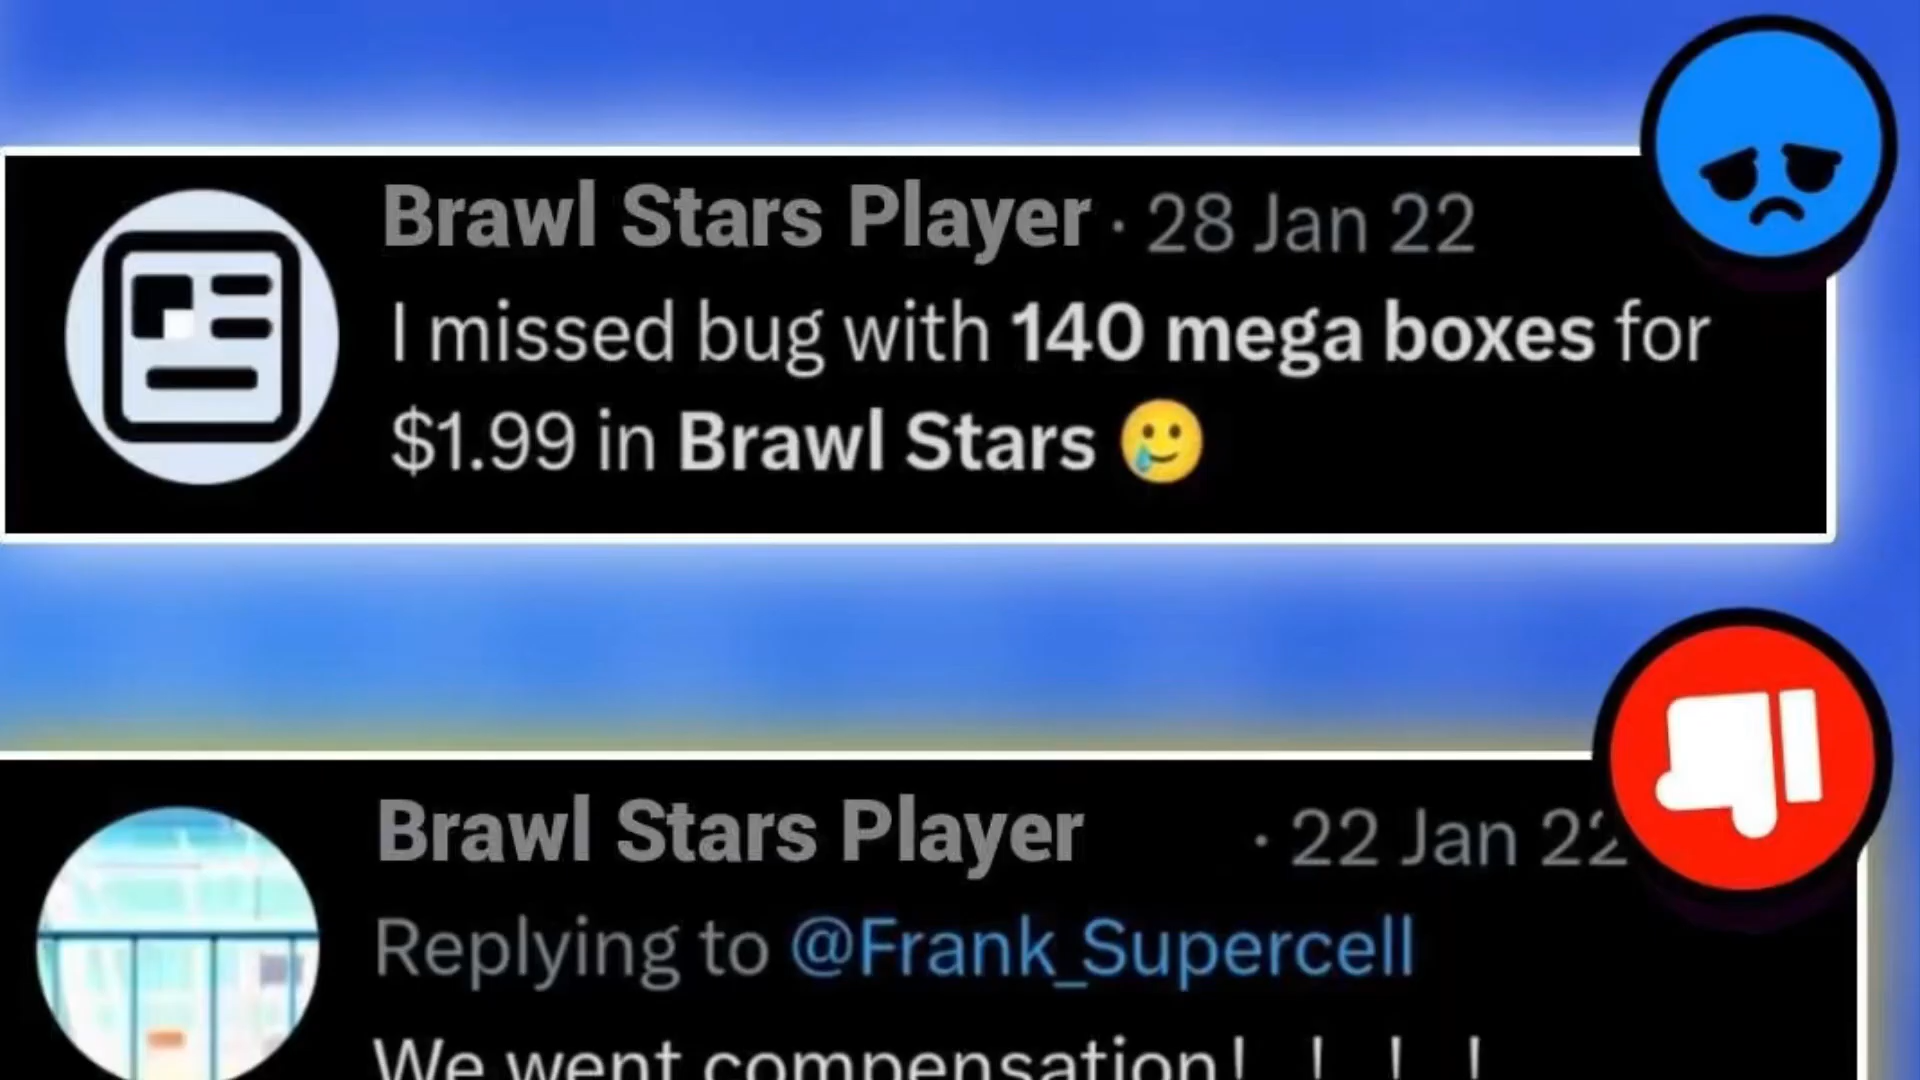 Brawl Stars Player · 28 Jan 22
I missed bug with 140 mega boxes for
$1.99 in Brawl Stars 🥲
Brawl Stars Player · 22 Jan 22
Replying to @Frank_Supercell
We went compensation! ! ! !